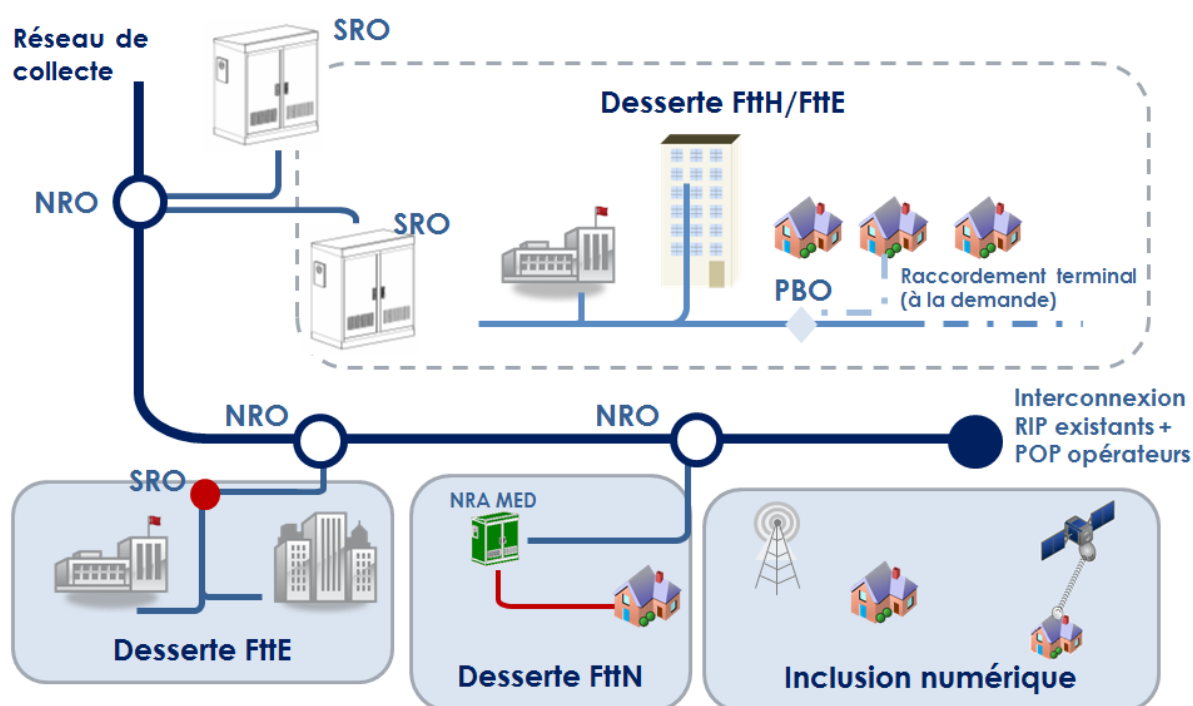 Réseau de
collecte
SRO
Desserte FttH/FttE
NRO
SRO
PBO
Raccordement terminal
(à la demande)
NRO
NRO
Interconnexion
RIP existants +
POP opérateurs
SRO
NRA MED
Desserte FttE
Desserte FttN
Inclusion numérique